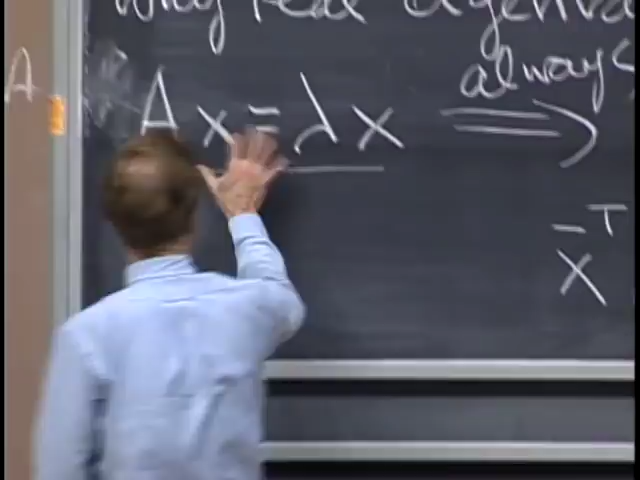 Why real eigenva
always
A Ax = λx ⟹
x̄ᵀ